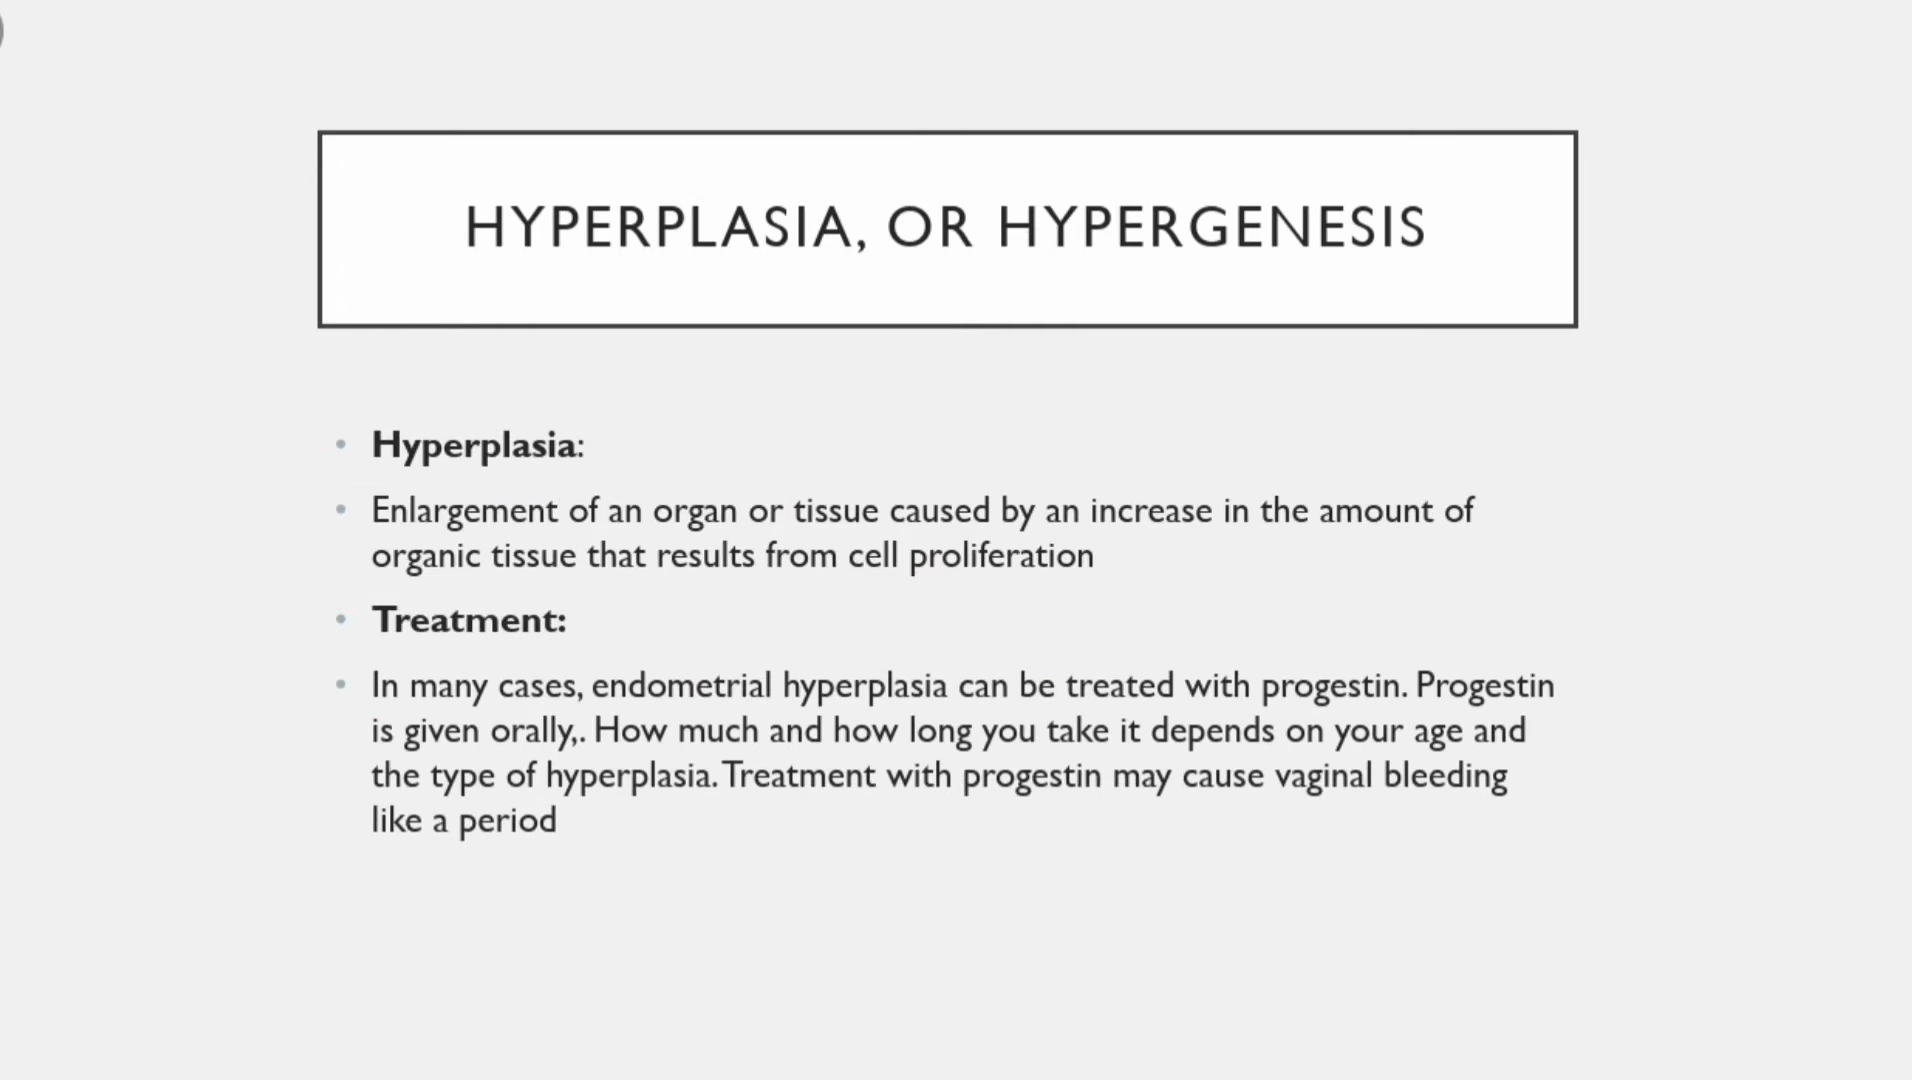 HYPERPLASIA, OR HYPERGENESIS
• Hyperplasia:
• Enlargement of an organ or tissue caused by an increase in the amount of
organic tissue that results from cell proliferation
• Treatment:
• In many cases, endometrial hyperplasia can be treated with progestin. Progestin
is given orally,. How much and how long you take it depends on your age and
the type of hyperplasia. Treatment with progestin may cause vaginal bleeding
like a period